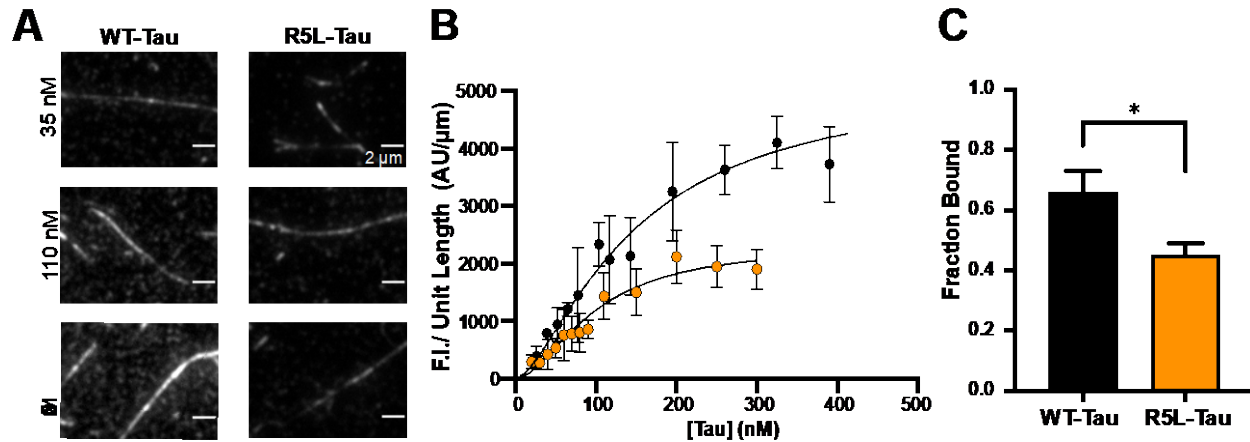 A
WT-Tau
R5L-Tau
35 nM
2 µm
110 nM
B
5000
4000
3000
2000
1000
0
F.I./ Unit Length (AU/µm)
0
100
200
300
400
500
[Tau] (nM)
C
*
1.0
0.8
0.6
0.4
0.2
0.0
Fraction Bound
WT-Tau
R5L-Tau